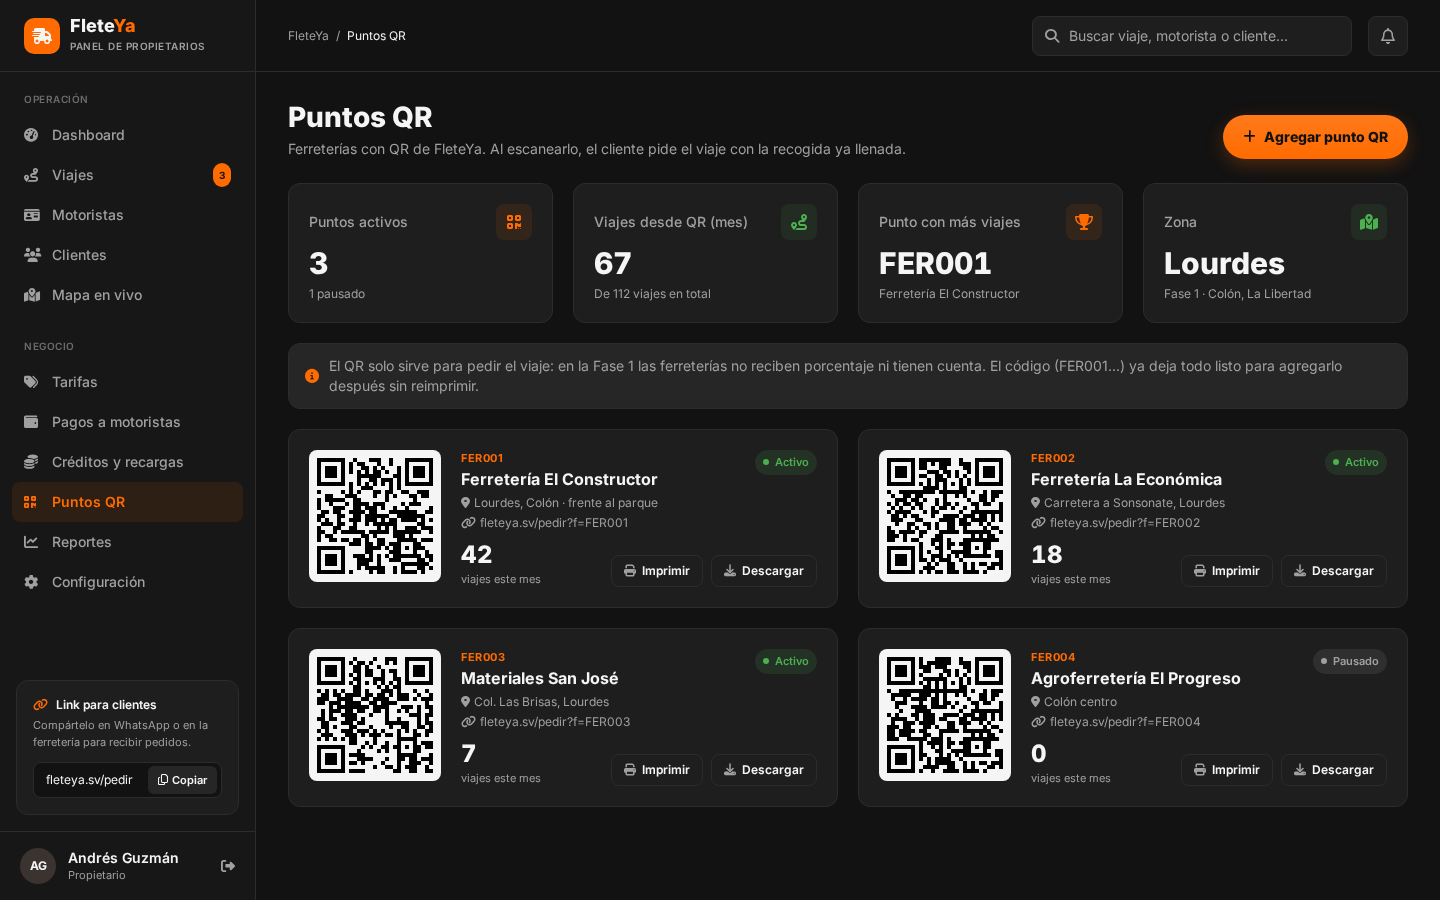 FleteYa
PANEL DE PROPIETARIOS
OPERACIÓN
Dashboard
Viajes
3
Motoristas
Clientes
Mapa en vivo
NEGOCIO
Tarifas
Pagos a motoristas
Créditos y recargas
Puntos QR
Reportes
Configuración
Link para clientes
Compártelo en WhatsApp o en la
ferretería para recibir pedidos.
fleteya.sv/pedir
Copiar
AG
Andrés Guzmán
Propietario
FleteYa / Puntos QR
Buscar viaje, motorista o cliente...
Puntos QR
Ferreterías con QR de FleteYa. Al escanearlo, el cliente pide el viaje con la recogida ya llenada.
Agregar punto QR
Puntos activos
3
1 pausado
Viajes desde QR (mes)
67
De 112 viajes en total
Punto con más viajes
FER001
Ferretería El Constructor
Zona
Lourdes
Fase 1 · Colón, La Libertad
El QR solo sirve para pedir el viaje: en la Fase 1 las ferreterías no reciben porcentaje ni tienen cuenta. El código (FER001...) ya deja todo listo para agregarlo
después sin reimprimir.
FER001
Activo
Ferretería El Constructor
Lourdes, Colón · frente al parque
fleteya.sv/pedir?f=FER001
42
viajes este mes
Imprimir
Descargar
FER002
Activo
Ferretería La Económica
Carretera a Sonsonate, Lourdes
fleteya.sv/pedir?f=FER002
18
viajes este mes
Imprimir
Descargar
FER003
Activo
Materiales San José
Col. Las Brisas, Lourdes
fleteya.sv/pedir?f=FER003
7
viajes este mes
Imprimir
Descargar
FER004
Pausado
Agroferretería El Progreso
Colón centro
fleteya.sv/pedir?f=FER004
0
viajes este mes
Imprimir
Descargar